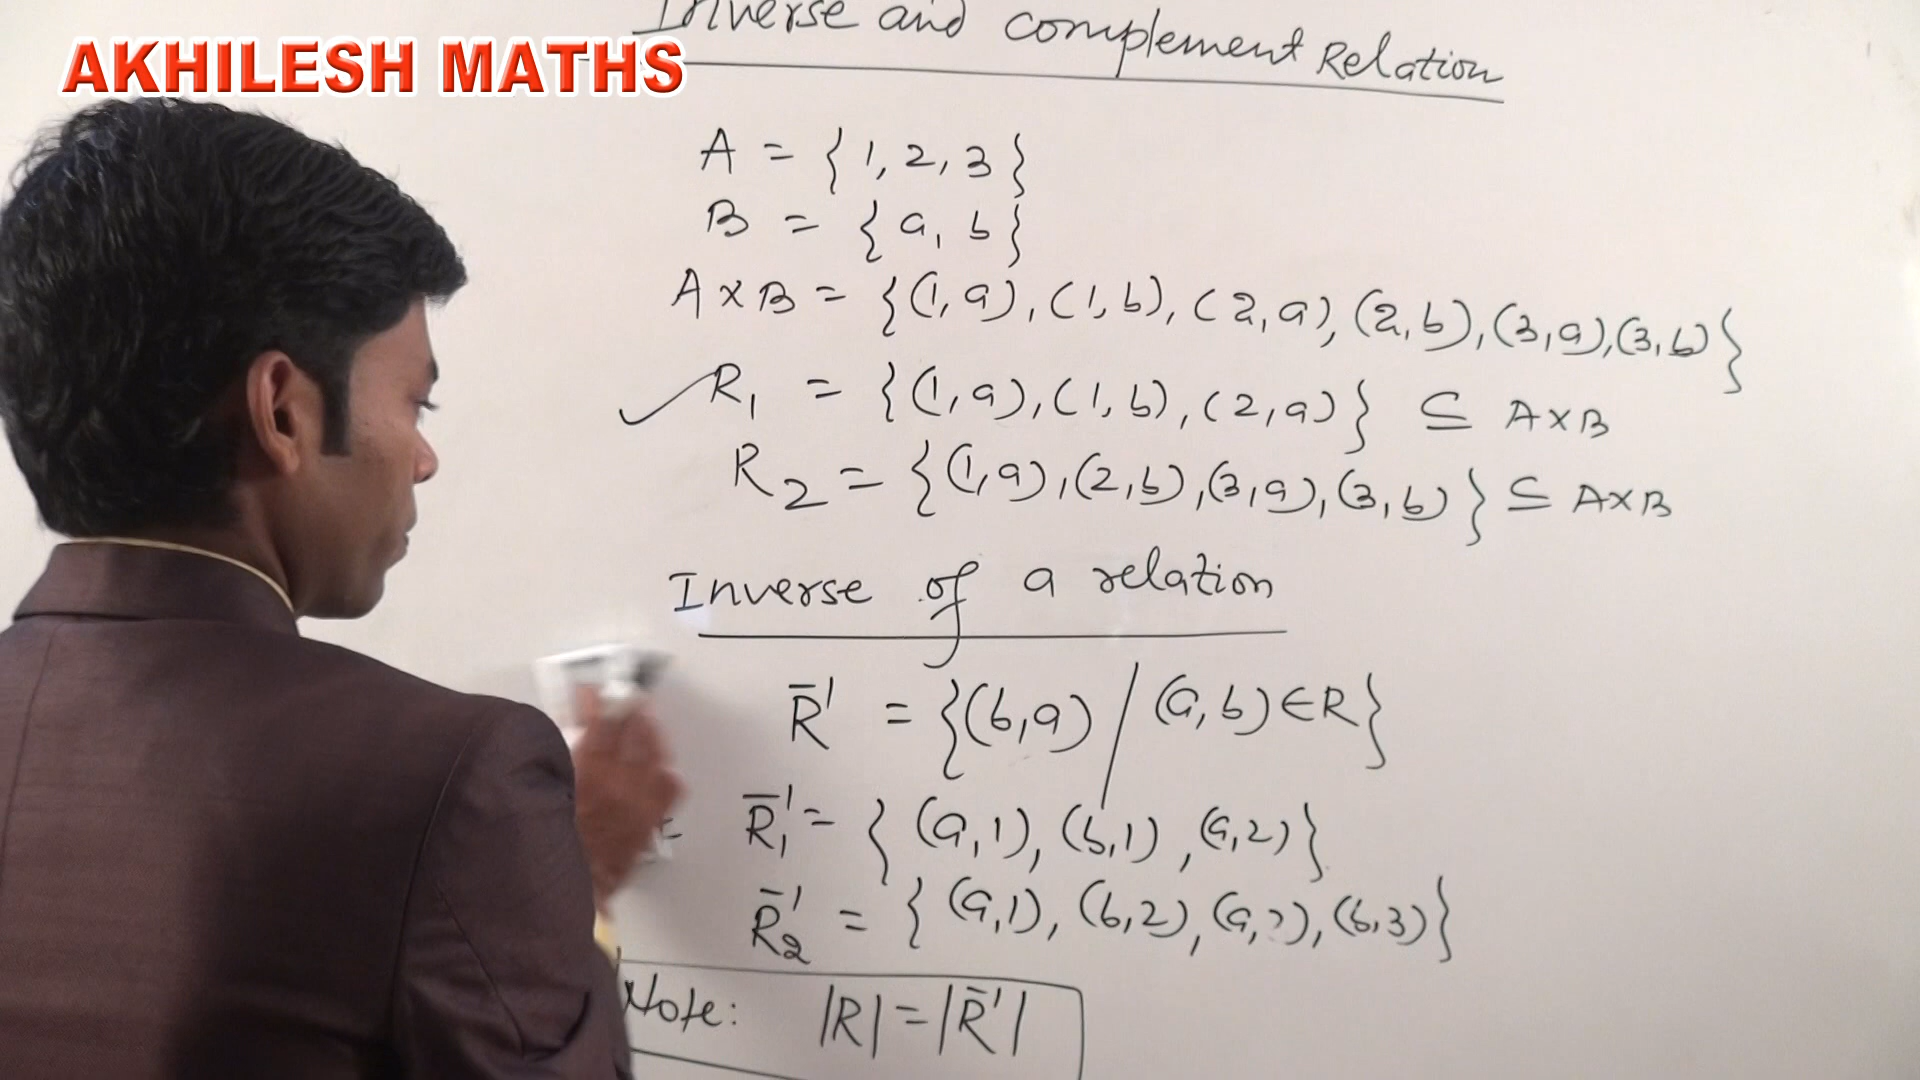 Inverse and complement Relation
AKHILESH MATHS
A = {1, 2, 3}
B = {a, b}
A × B = {(1, a), (1, b), (2, a), (2, b), (3, a), (3, b)}
R₁ = {(1, a), (1, b), (2, a)} ⊆ A×B
R₂ = {(1, a), (2, b), (3, a), (3, b)} ⊆ A×B
Inverse of a relation
R⁻¹ = {(b, a) / (a, b) ∈ R}
R₁⁻¹ = {(a, 1), (b, 1), (a, 2)}
R₂⁻¹ = {(a, 1), (b, 2), (a, ), (b, 3)}
Note: |R| = |R⁻¹|